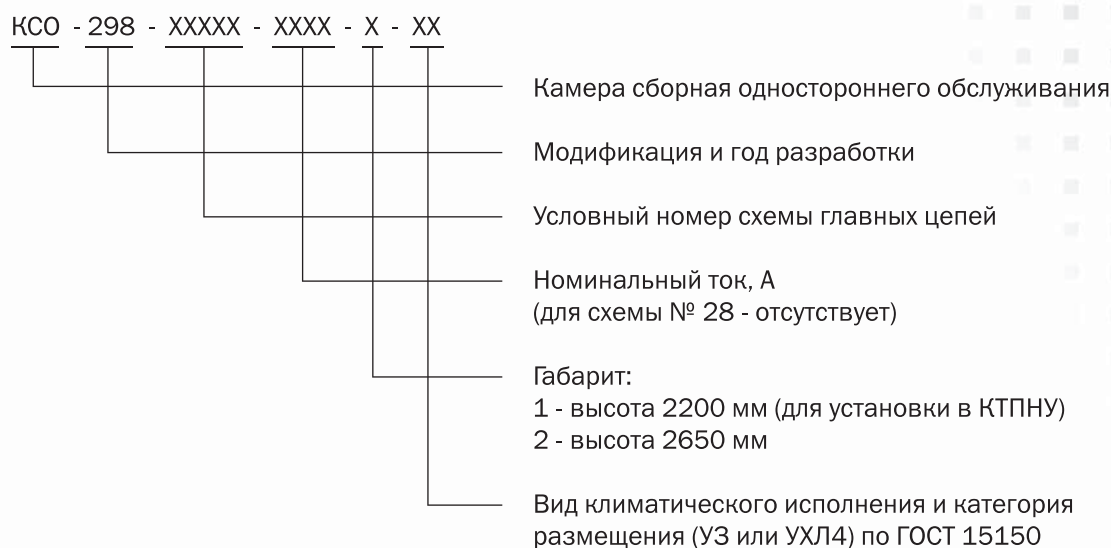 КСО - 298 - ХХХХХ - ХХХХ - Х - ХХ
Камера сборная одностороннего обслуживания
Модификация и год разработки
Условный номер схемы главных цепей
Номинальный ток, А
(для схемы № 28 - отсутствует)
Габарит:
1 - высота 2200 мм (для установки в КТПНУ)
2 - высота 2650 мм
Вид климатического исполнения и категория
размещения (У3 или УХЛ4) по ГОСТ 15150